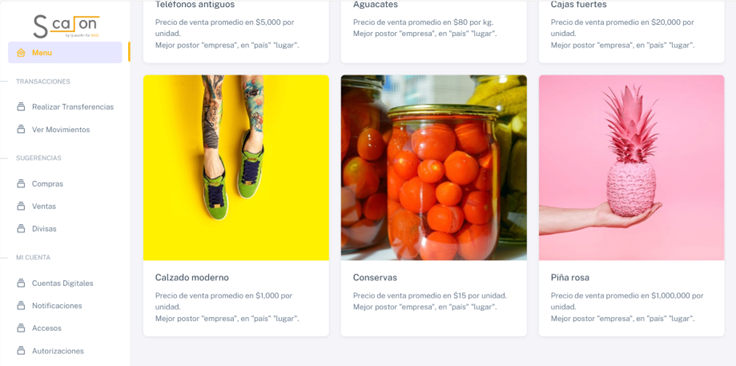 Scalon
Menu
TRANSACCIONES
Realizar Transferencias
Ver Movimientos
SUGERENCIAS
Compras
Ventas
Divisas
MI CUENTA
Cuentas Digitales
Notificaciones
Accesos
Autorizaciones
Teléfonos antiguos
Precio de venta promedio en $5,000 por
unidad.
Mejor postor "empresa", en "país" "lugar".
Aguacates
Precio de venta promedio en $80 por kg.
Mejor postor "empresa", en "país" "lugar".
Cajas fuertes
Precio de venta promedio en $20,000 por
unidad.
Mejor postor "empresa", en "país" "lugar".
Calzado moderno
Precio de venta promedio en $1,000 por
unidad.
Mejor postor "empresa", en "país" "lugar".
Conservas
Precio de venta promedio en $15 por unidad.
Mejor postor "empresa", en "país" "lugar".
Piña rosa
Precio de venta promedio en $1,000,000 por
unidad.
Mejor postor "empresa", en "país" "lugar".